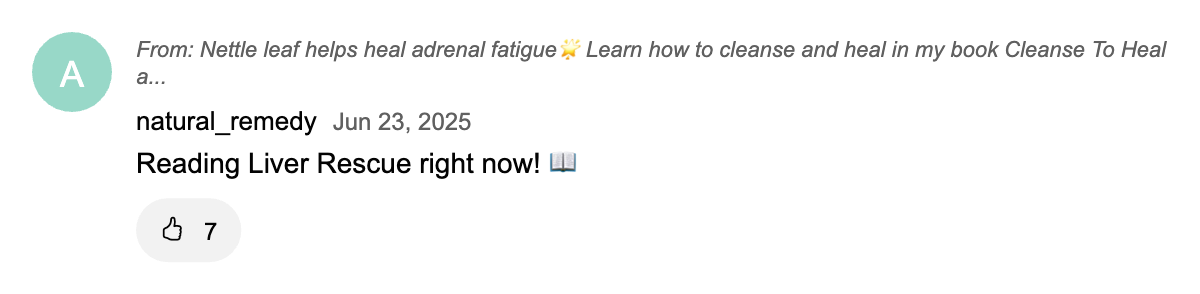 A
From: Nettle leaf helps heal adrenal fatigue🌟 Learn how to cleanse and heal in my book Cleanse To Heal
a...
natural_remedy Jun 23, 2025
Reading Liver Rescue right now! 📖
7